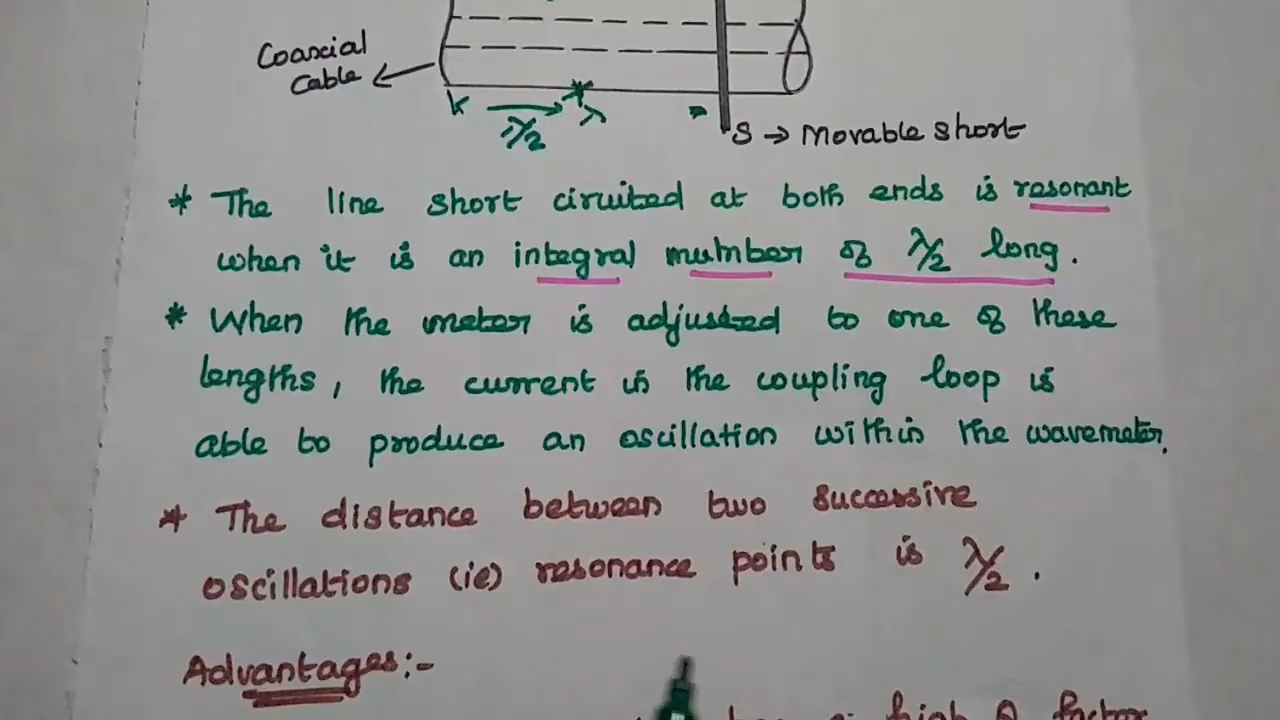 Coaxial
cable
λ/2
λ
S → Movable short
* The line short ciruited at both ends is resonant
when it is an integral number of λ/2 long.
* When the meter is adjusted to one of these
lengths, the current in the coupling loop is
able to produce an oscillation within the wavemeter.
* The distance between two successive
oscillations (ie) resonance points is λ/2.
Advantages:-
high Q factor